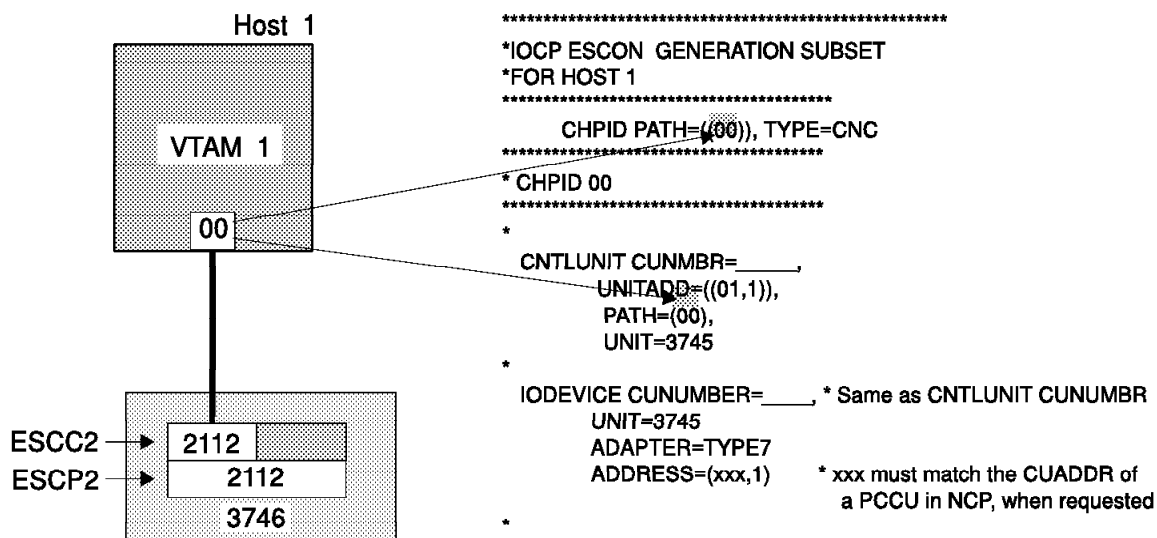 Host 1
VTAM 1
00
ESCC2
2112
ESCP2
2112
3746
******************************************************
*IOCP ESCON GENERATION SUBSET
*FOR HOST 1
****************************************
CHPID PATH=((00)), TYPE=CNC
***************************************
* CHPID 00
***************************************
*
CNTLUNIT CUNMBR=_____,
UNITADD=((01,1)),
PATH=(00),
UNIT=3745
*
IODEVICE CUNUMBER=____, * Same as CNTLUNIT CUNUMBR
UNIT=3745
ADAPTER=TYPE7
ADDRESS=(xxx,1) * xxx must match the CUADDR of
a PCCU in NCP, when requested
*